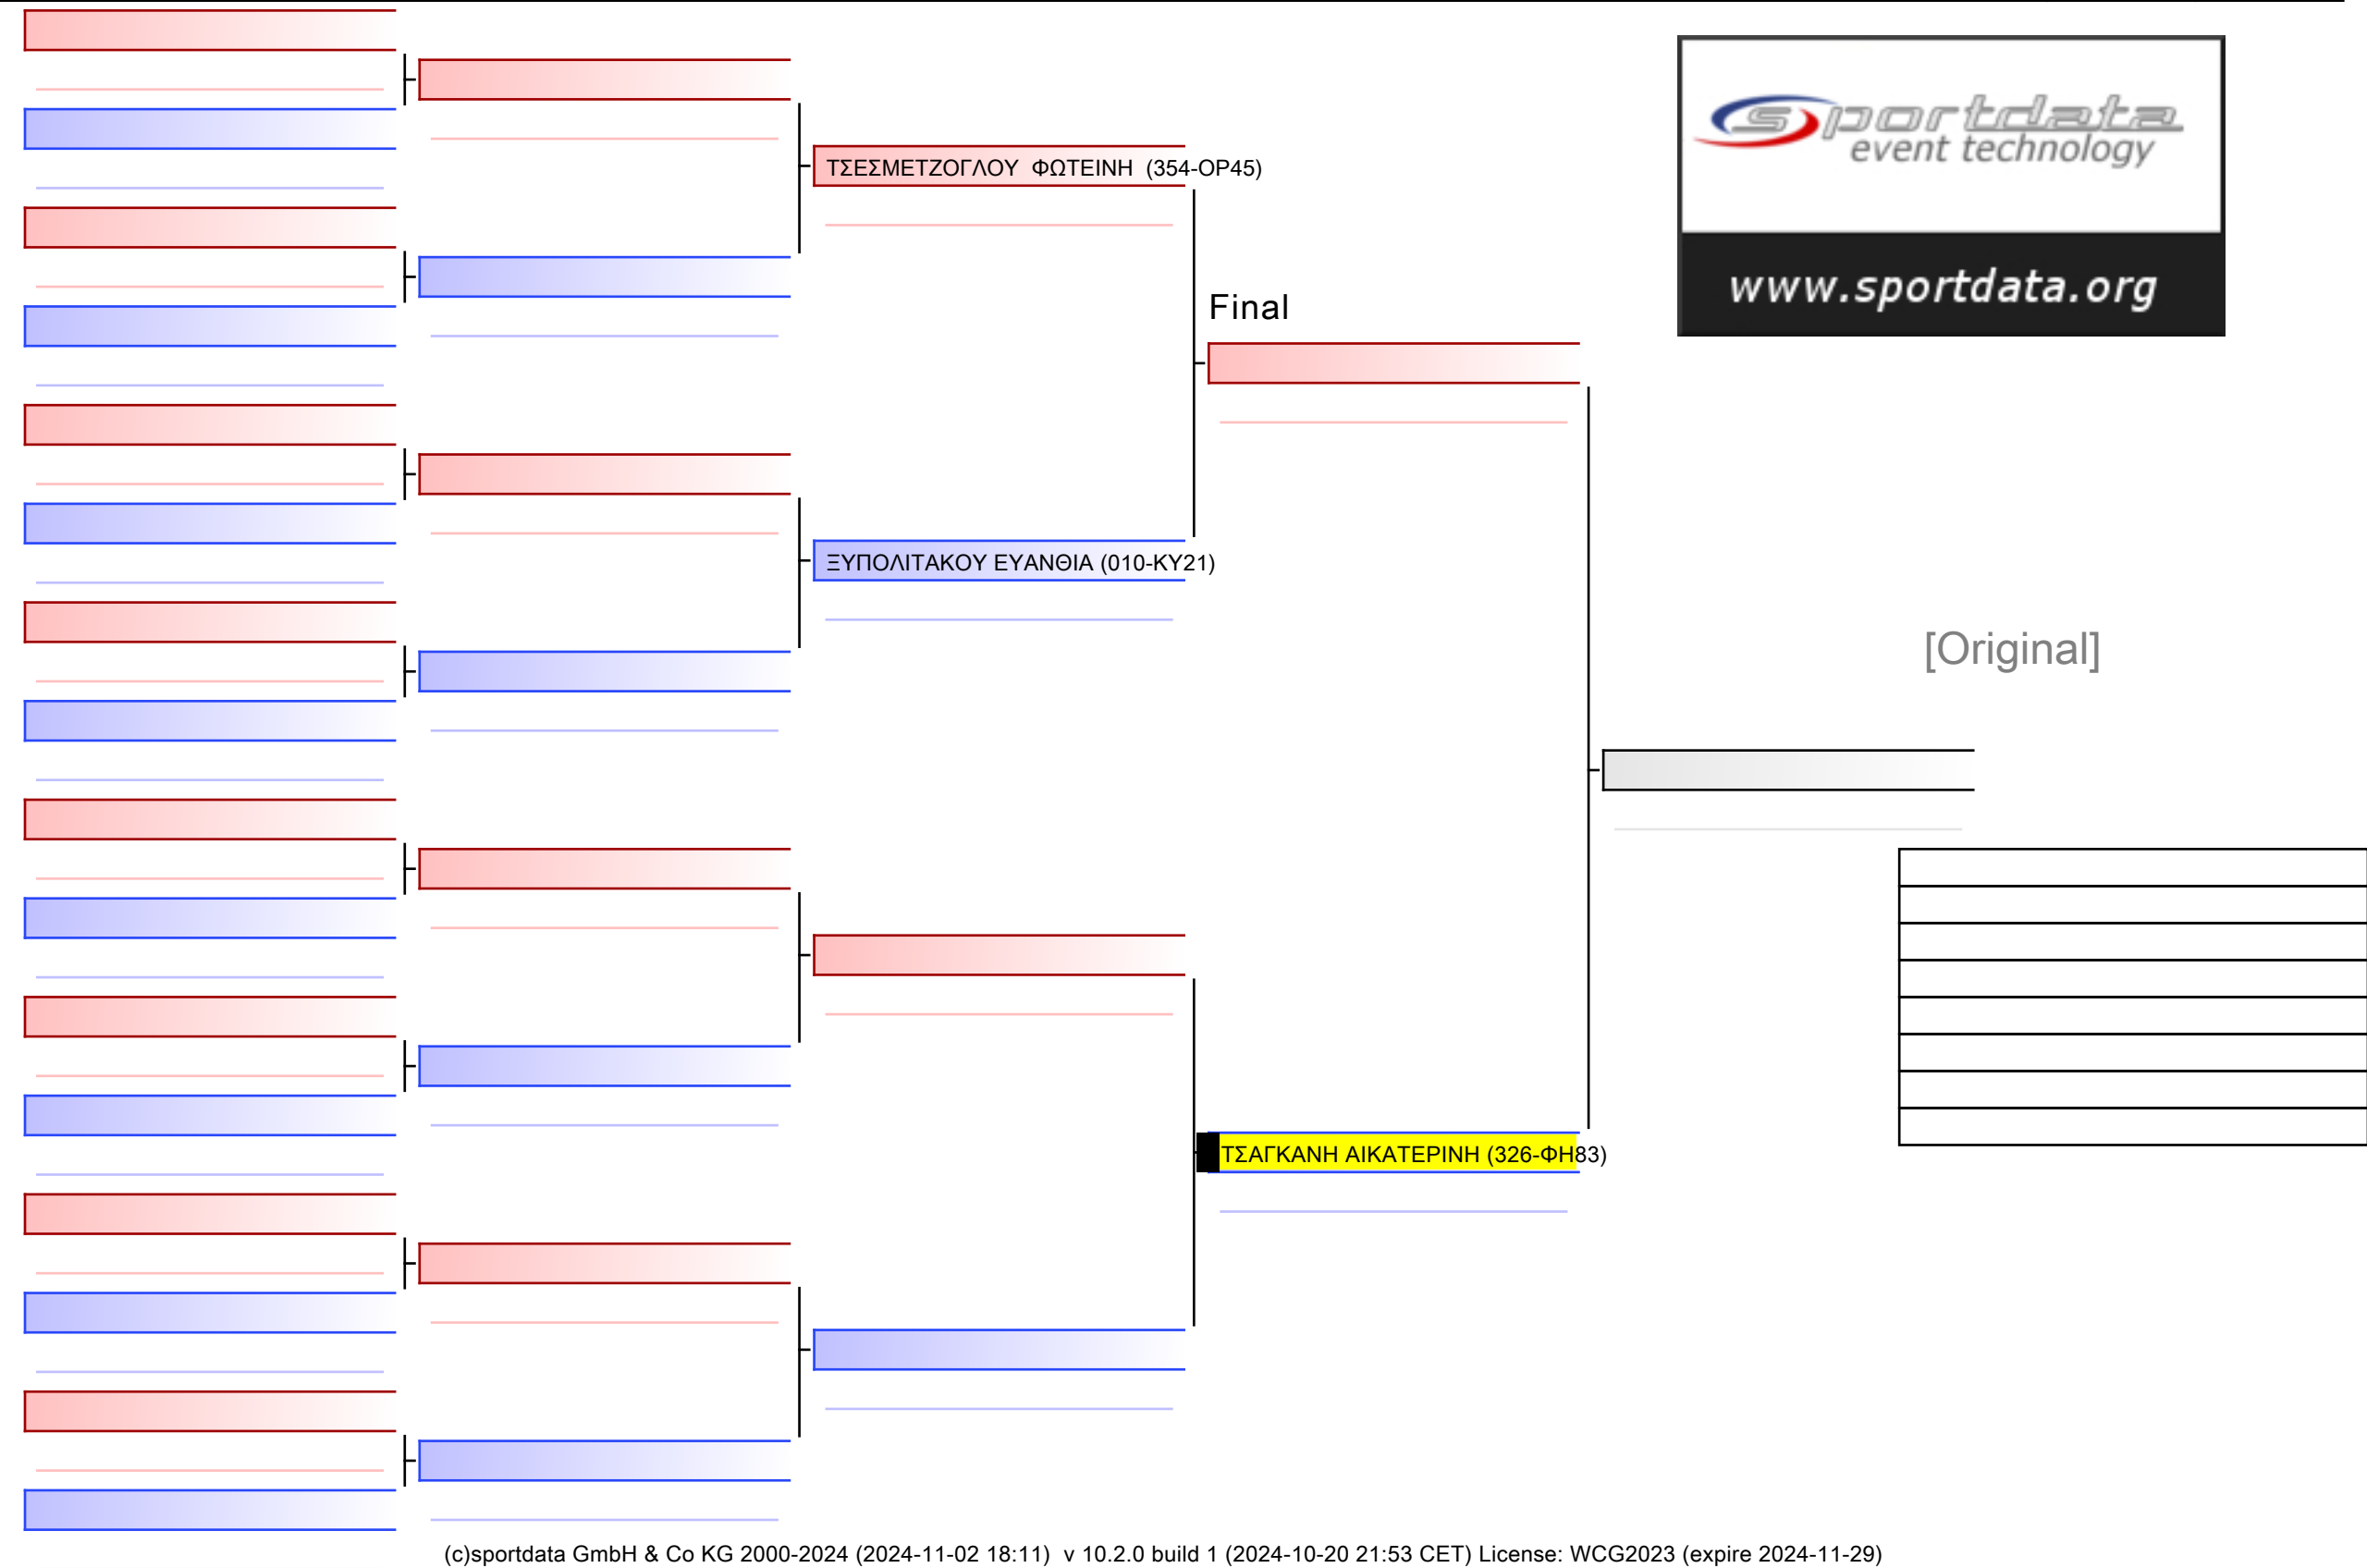 sportdata
event technology
www.sportdata.org
ΤΣΕΣΜΕΤΖΟΓΛΟΥ  ΦΩΤΕΙΝΗ  (354-ΟΡ45)
Final
ΞΥΠΟΛΙΤΑΚΟΥ ΕΥΑΝΘΙΑ (010-ΚΥ21)
[Original]
ΤΣΑΓΚΑΝΗ ΑΙΚΑΤΕΡΙΝΗ (326-ΦΗ83)
(c)sportdata GmbH & Co KG 2000-2024 (2024-11-02 18:11)  v 10.2.0 build 1 (2024-10-20 21:53 CET) License: WCG2023 (expire 2024-11-29)